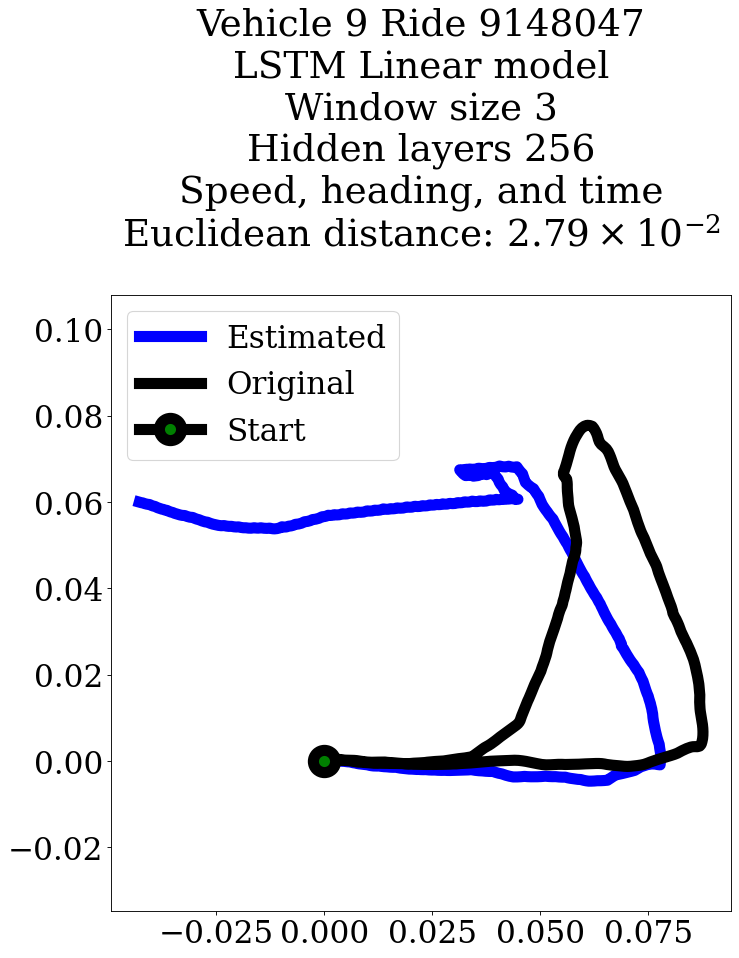 Vehicle 9 Ride 9148047
LSTM Linear model
Window size 3
Hidden layers 256
Speed, heading, and time
Euclidean distance: 2.79 × 10⁻²
Estimated
Original
Start
0.10
0.08
0.06
0.04
0.02
0.00
−0.02
−0.025 0.000 0.025 0.050 0.075